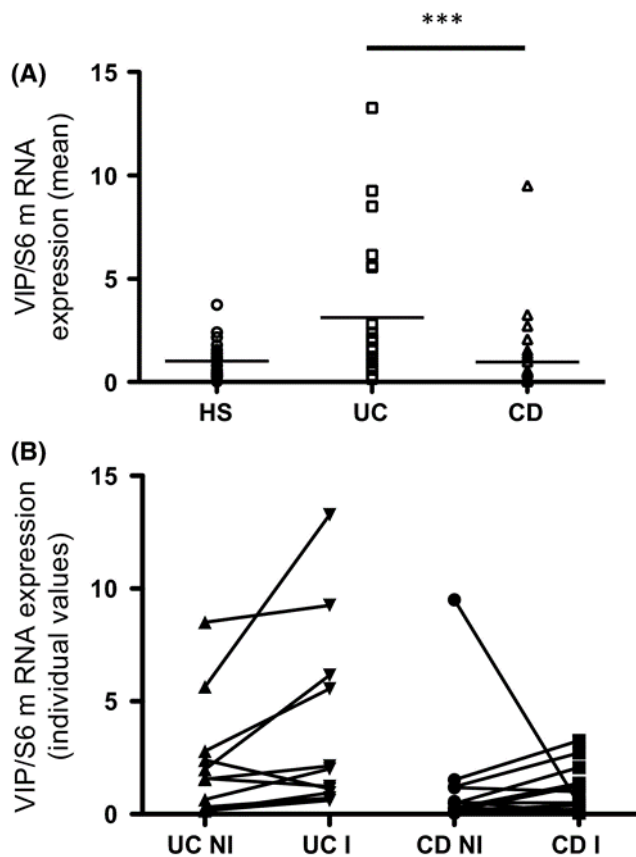 ***
(A)
VIP/S6 m RNA
expression (mean)
15
10
5
0
HS UC CD
(B)
VIP/S6 m RNA expression
(individual values)
15
10
5
0
UC NI UC I CD NI CD I